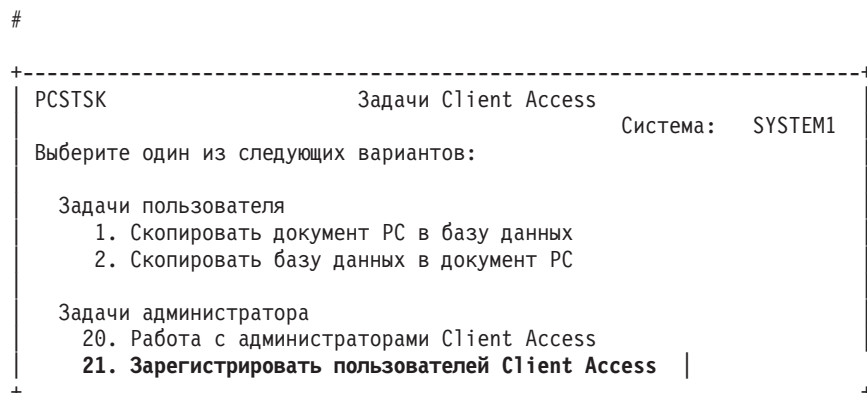 #
PCSTSK Задачи Client Access
Система: SYSTEM1
Выберите один из следующих вариантов:
Задачи пользователя
1. Скопировать документ PC в базу данных
2. Скопировать базу данных в документ PC
Задачи администратора
20. Работа с администраторами Client Access
21. Зарегистрировать пользователей Client Access